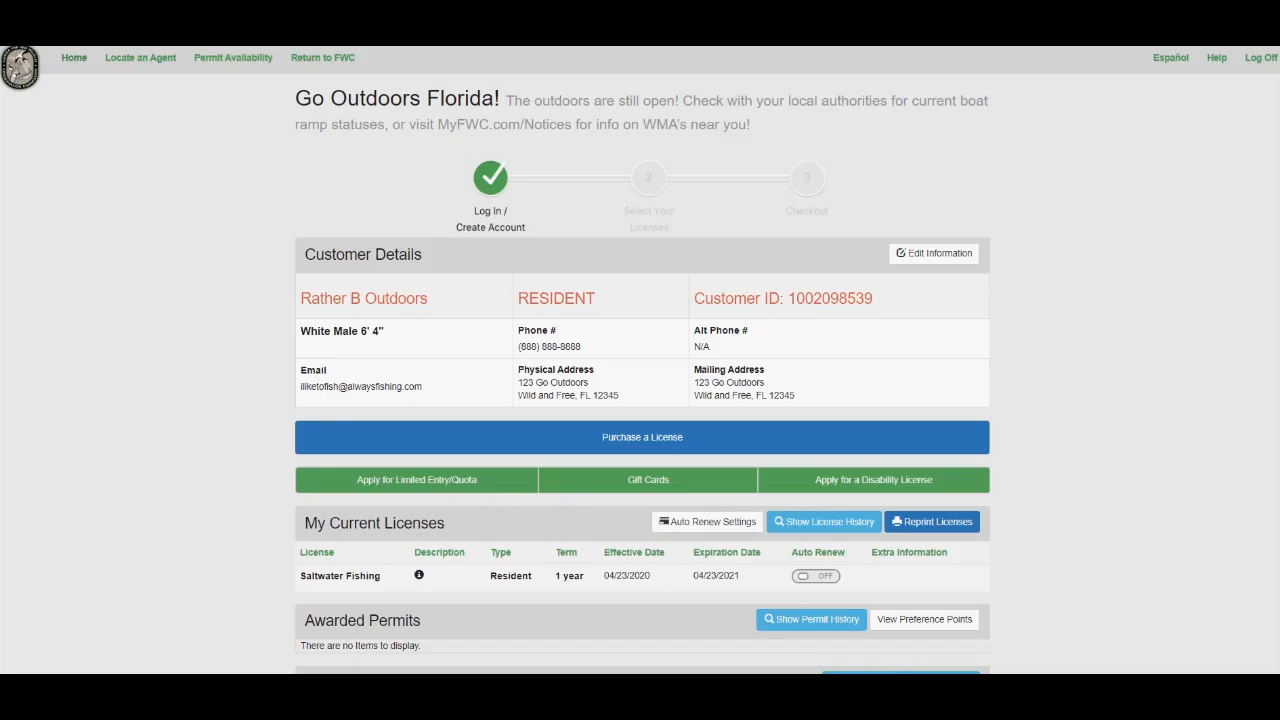 Home Locate an Agent Permit Availability Return to FWC Español Help Log Off
Go Outdoors Florida! The outdoors are still open! Check with your local authorities for current boat
ramp statuses, or visit MyFWC.com/Notices for info on WMA's near you!
2 3
Log In / Select Your Checkout
Create Account Licenses
Customer Details Edit Information
Rather B Outdoors RESIDENT Customer ID: 1002098539
White Male 6' 4" Phone # Alt Phone #
(888) 888-8888 N/A
Email Physical Address Mailing Address
iliketofish@alwaysfishing.com 123 Go Outdoors 123 Go Outdoors
Wild and Free, FL 12345 Wild and Free, FL 12345
Purchase a License
Apply for Limited Entry/Quota Gift Cards Apply for a Disability License
My Current Licenses Auto Renew Settings Show License History Reprint Licenses
License Description Type Term Effective Date Expiration Date Auto Renew Extra Information
Saltwater Fishing Resident 1 year 04/23/2020 04/23/2021 OFF
Awarded Permits Show Permit History View Preference Points
There are no Items to display.